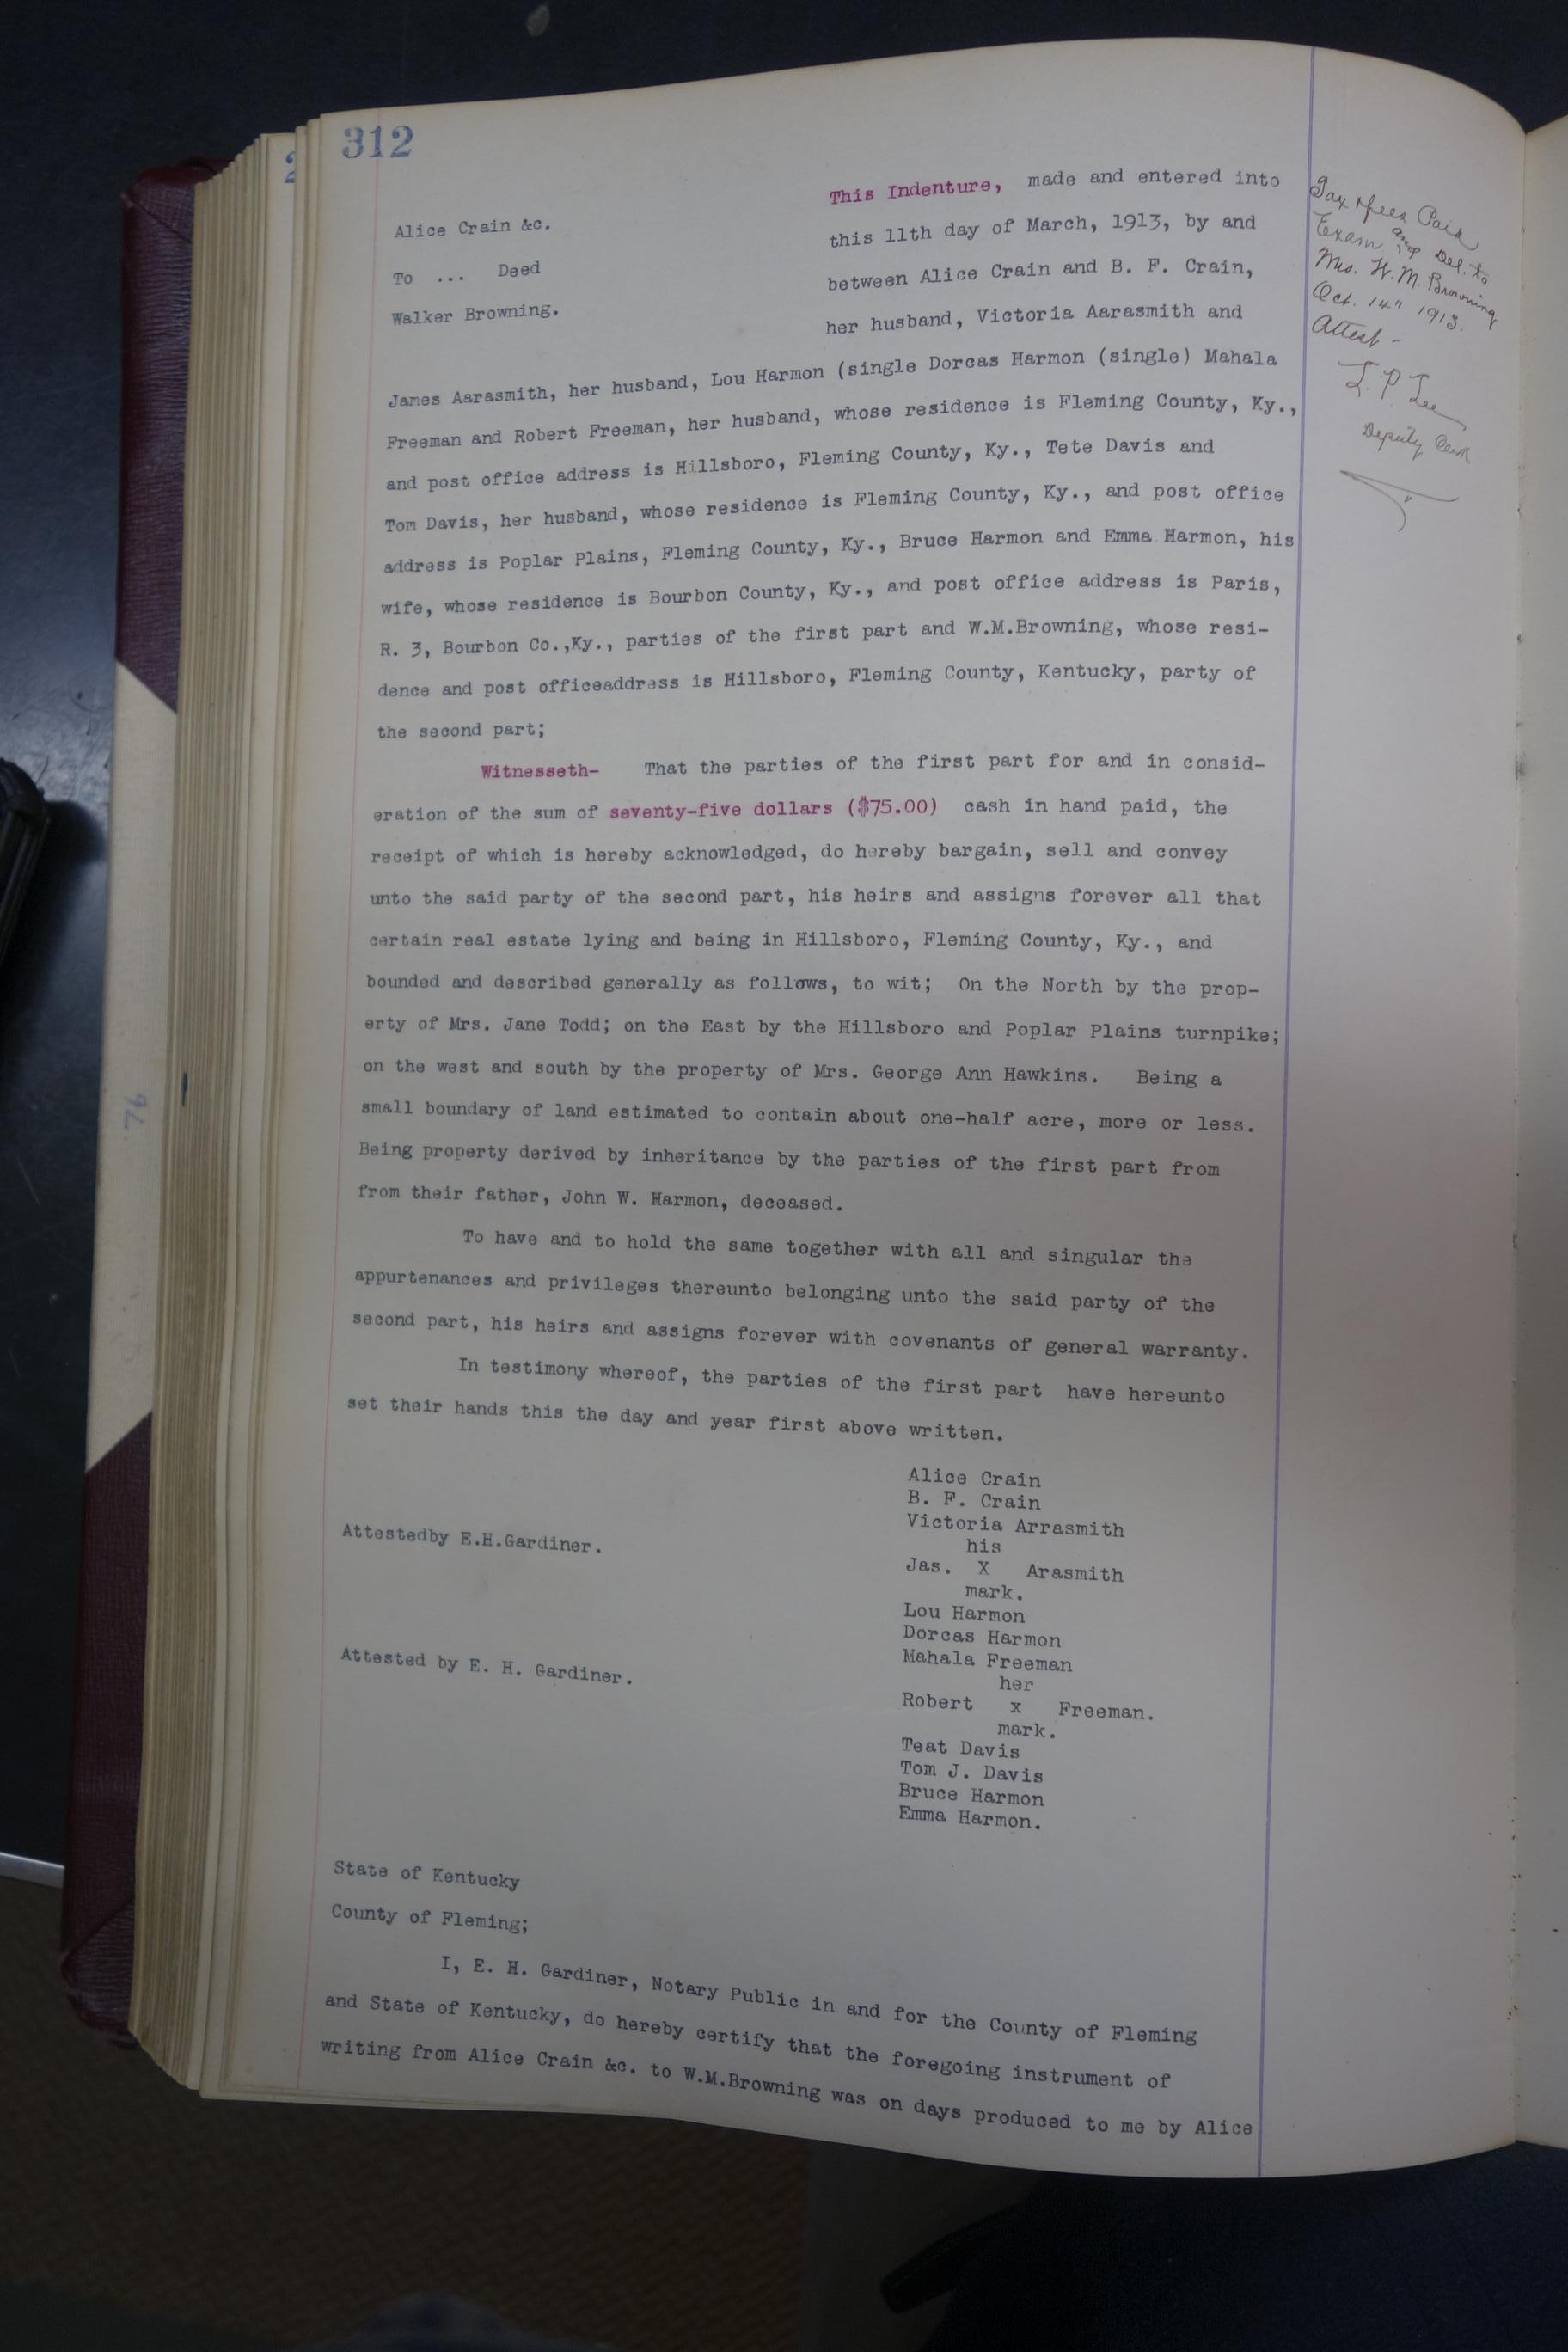 312
Alice Crain &c.
To ... Deed
Walker Browning.
This Indenture, made and entered into
this 11th day of March, 1913, by and
between Alice Crain and B. F. Crain,
her husband, Victoria Aarasmith and
James Aarasmith, her husband, Lou Harmon (single Dorcas Harmon (single) Mahala
Freeman and Robert Freeman, her husband, whose residence is Fleming County, Ky.,
and post office address is Hillsboro, Fleming County, Ky., Tete Davis and
Tom Davis, her husband, whose residence is Fleming County, Ky., and post office
address is Poplar Plains, Fleming County, Ky., Bruce Harmon and Emma Harmon, his
wife, whose residence is Bourbon County, Ky., and post office address is Paris,
R. 3, Bourbon Co.,Ky., parties of the first part and W.M.Browning, whose resi-
dence and post officeaddress is Hillsboro, Fleming County, Kentucky, party of
the second part;
Witnesseth- That the parties of the first part for and in consid-
eration of the sum of seventy-five dollars ($75.00) cash in hand paid, the
receipt of which is hereby acknowledged, do hereby bargain, sell and convey
unto the said party of the second part, his heirs and assigns forever all that
certain real estate lying and being in Hillsboro, Fleming County, Ky., and
bounded and described generally as follows, to wit; On the North by the prop-
erty of Mrs. Jane Todd; on the East by the Hillsboro and Poplar Plains turnpike;
on the west and south by the property of Mrs. George Ann Hawkins. Being a
small boundary of land estimated to contain about one-half acre, more or less.
Being property derived by inheritance by the parties of the first part from
from their father, John W. Harmon, deceased.
To have and to hold the same together with all and singular the
appurtenances and privileges thereunto belonging unto the said party of the
second part, his heirs and assigns forever with covenants of general warranty.
In testimony whereof, the parties of the first part have hereunto
set their hands this the day and year first above written.
Alice Crain
B. F. Crain
Victoria Arrasmith
his
Attestedby E.H.Gardiner.
Jas. X Arasmith
mark.
Lou Harmon
Dorcas Harmon
Mahala Freeman
her
Attested by E. H. Gardiner.
Robert x Freeman.
mark.
Teat Davis
Tom J. Davis
Bruce Harmon
Emma Harmon.
State of Kentucky
County of Fleming;
I, E. H. Gardiner, Notary Public in and for the County of Fleming
and State of Kentucky, do hereby certify that the foregoing instrument of
writing from Alice Crain &c. to W.M.Browning was on days produced to me by Alice
Tax & fees Paid
Exam and Del. to
Mrs. W. M. Browning
Oct. 14" 1913.
Attest -
L. P. Lee
Deputy Clerk